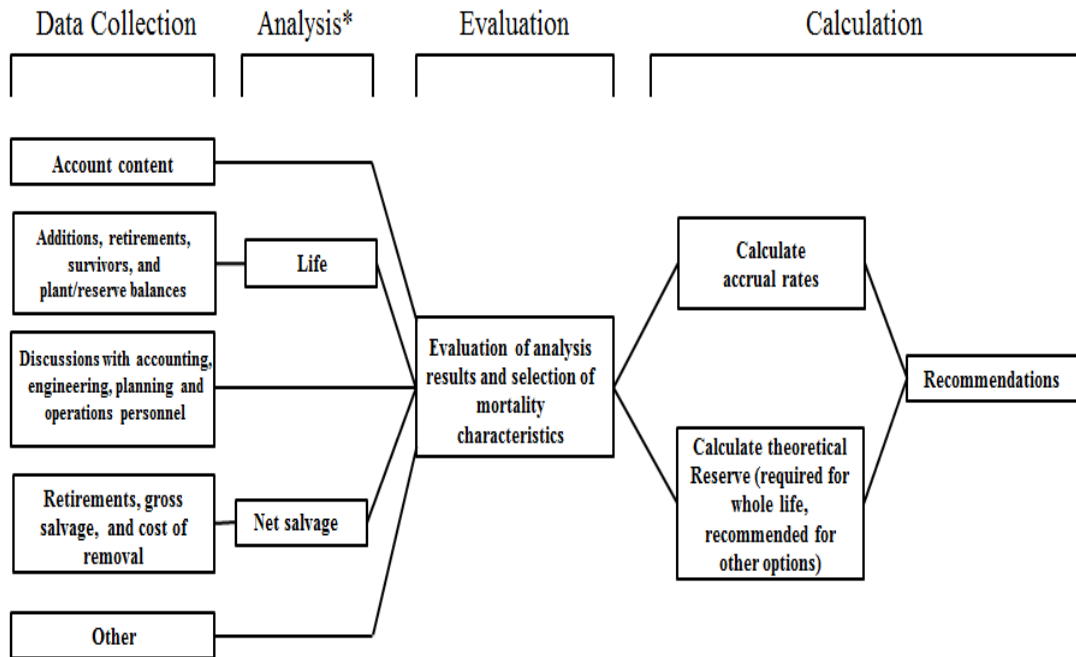 Data Collection
Analysis*
Evaluation
Calculation
Account content
Additions, retirements,
survivors, and
plant/reserve balances
Life
Discussions with accounting,
engineering, planning and
operations personnel
Retirements, gross
salvage, and cost of
removal
Net salvage
Other
Evaluation of analysis
results and selection of
mortality
characteristics
Calculate
accrual rates
Calculate theoretical
Reserve (required for
whole life,
recommended for
other options)
Recommendations